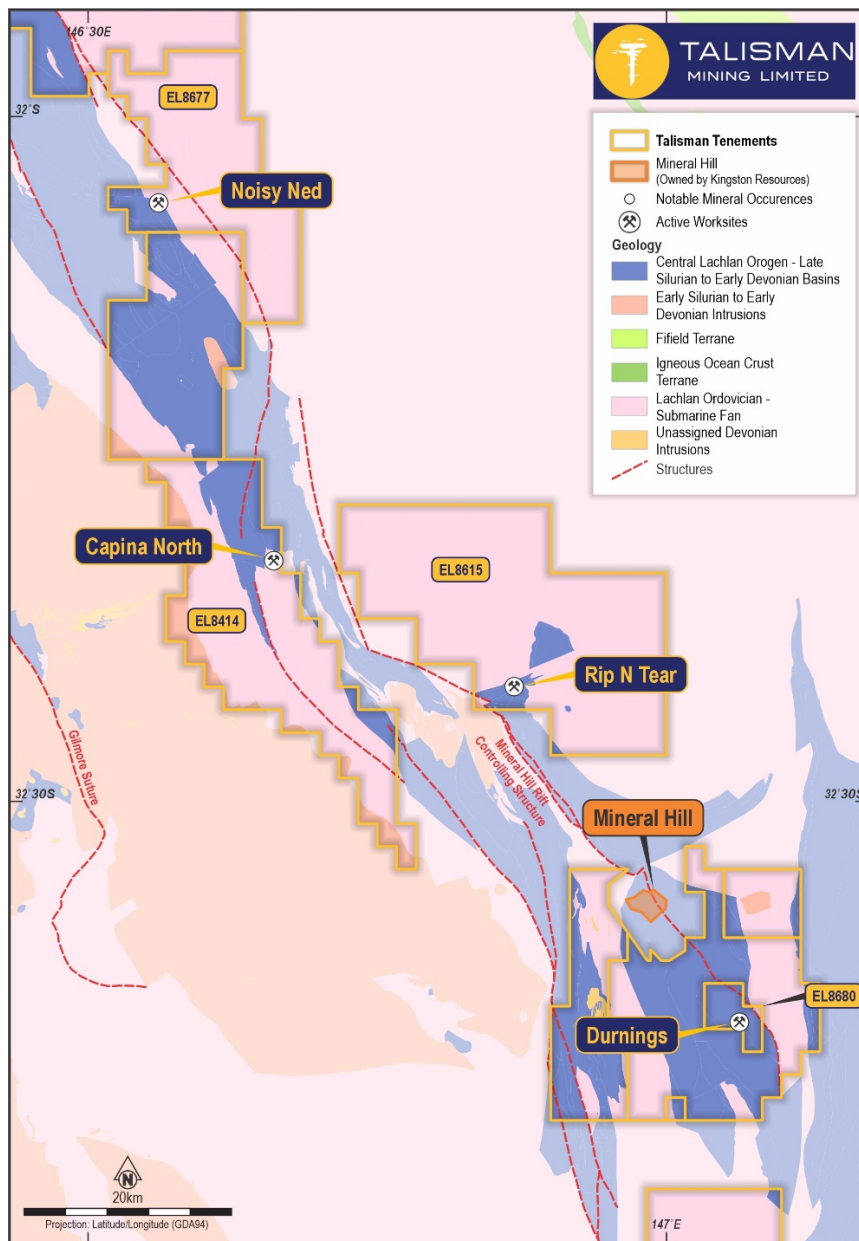 146°30'E
TALISMAN
MINING LIMITED
EL8677
32°S
Noisy Ned
Talisman Tenements
Mineral Hill
(Owned by Kingston Resources)
Notable Mineral Occurences
Active Worksites
Geology
Central Lachlan Orogen - Late
Silurian to Early Devonian Basins
Early Silurian to Early
Devonian Intrusions
Fifield Terrane
Igneous Ocean Crust
Terrane
Lachlan Ordovician -
Submarine Fan
Unassigned Devonian
Intrusions
Structures
Capina North
EL8615
EL8414
Rip N Tear
Gilmore Suture
Mineral Hill Rift
Controlling Structure
32°30'S
32°30'S
Mineral Hill
EL8680
Durnings
N
20km
Projection: Latitude/Longitude (GDA94)
147°E